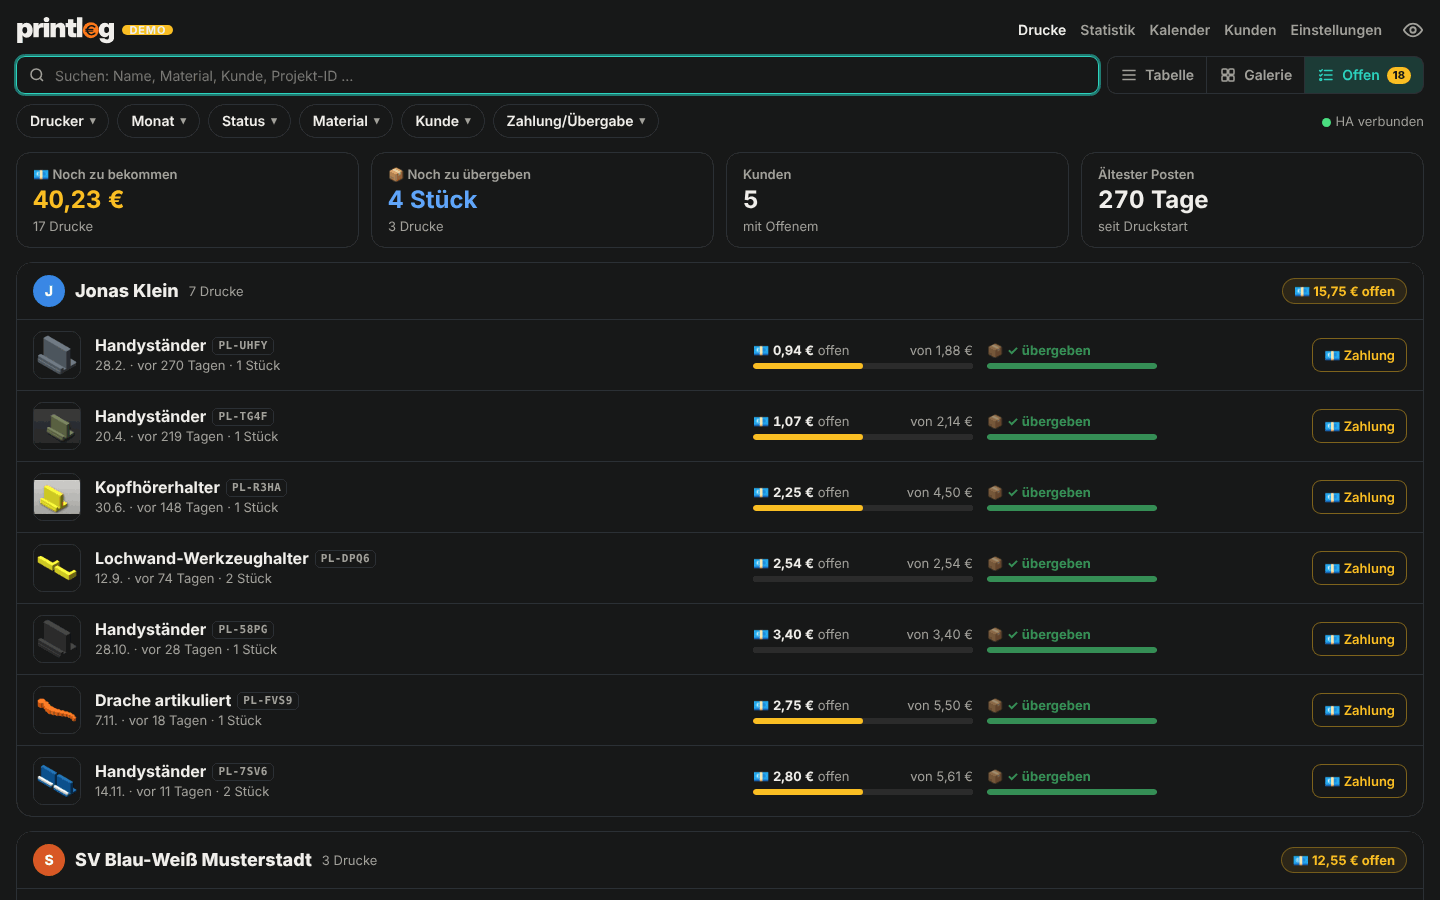 printl€g DEMO
Drucke Statistik Kalender Kunden Einstellungen
Suchen: Name, Material, Kunde, Projekt-ID ...
Tabelle Galerie Offen 18
Drucker ▾ Monat ▾ Status ▾ Material ▾ Kunde ▾ Zahlung/Übergabe ▾
HA verbunden
Noch zu bekommen
40,23 €
17 Drucke
Noch zu übergeben
4 Stück
3 Drucke
Kunden
5
mit Offenem
Ältester Posten
270 Tage
seit Druckstart
J Jonas Klein 7 Drucke 15,75 € offen
Handyständer PL-UHFY
28.2. · vor 270 Tagen · 1 Stück
0,94 € offen von 1,88 € ✓ übergeben Zahlung
Handyständer PL-TG4F
20.4. · vor 219 Tagen · 1 Stück
1,07 € offen von 2,14 € ✓ übergeben Zahlung
Kopfhörerhalter PL-R3HA
30.6. · vor 148 Tagen · 1 Stück
2,25 € offen von 4,50 € ✓ übergeben Zahlung
Lochwand-Werkzeughalter PL-DPQ6
12.9. · vor 74 Tagen · 2 Stück
2,54 € offen von 2,54 € ✓ übergeben Zahlung
Handyständer PL-58PG
28.10. · vor 28 Tagen · 1 Stück
3,40 € offen von 3,40 € ✓ übergeben Zahlung
Drache artikuliert PL-FVS9
7.11. · vor 18 Tagen · 1 Stück
2,75 € offen von 5,50 € ✓ übergeben Zahlung
Handyständer PL-7SV6
14.11. · vor 11 Tagen · 2 Stück
2,80 € offen von 5,61 € ✓ übergeben Zahlung
S SV Blau-Weiß Musterstadt 3 Drucke 12,55 € offen